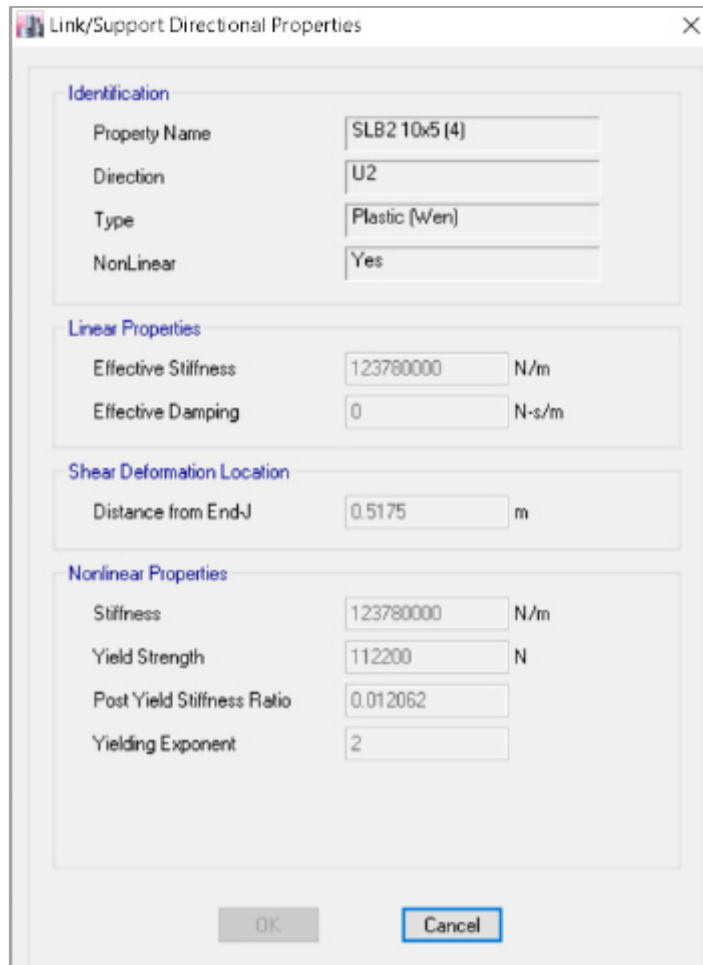 Link/Support Directional Properties
Identification
Property Name SLB2 10x5 (4)
Direction U2
Type Plastic (Wen)
NonLinear Yes
Linear Properties
Effective Stiffness 123780000 N/m
Effective Damping 0 N-s/m
Shear Deformation Location
Distance from End-J 0.5175 m
Nonlinear Properties
Stiffness 123780000 N/m
Yield Strength 112200 N
Post Yield Stiffness Ratio 0.012062
Yielding Exponent 2
OK Cancel